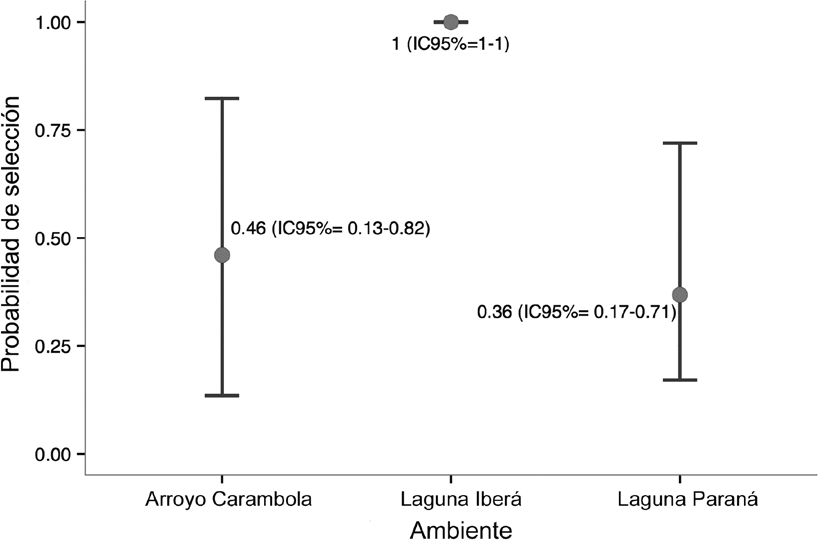 Probabilidad de selección
1.00
0.75
0.50
0.25
0.00
1 (IC95%=1-1)
0.46 (IC95%= 0.13-0.82)
0.36 (IC95%= 0.17-0.71)
Arroyo Carambola
Laguna Iberá
Laguna Paraná
Ambiente